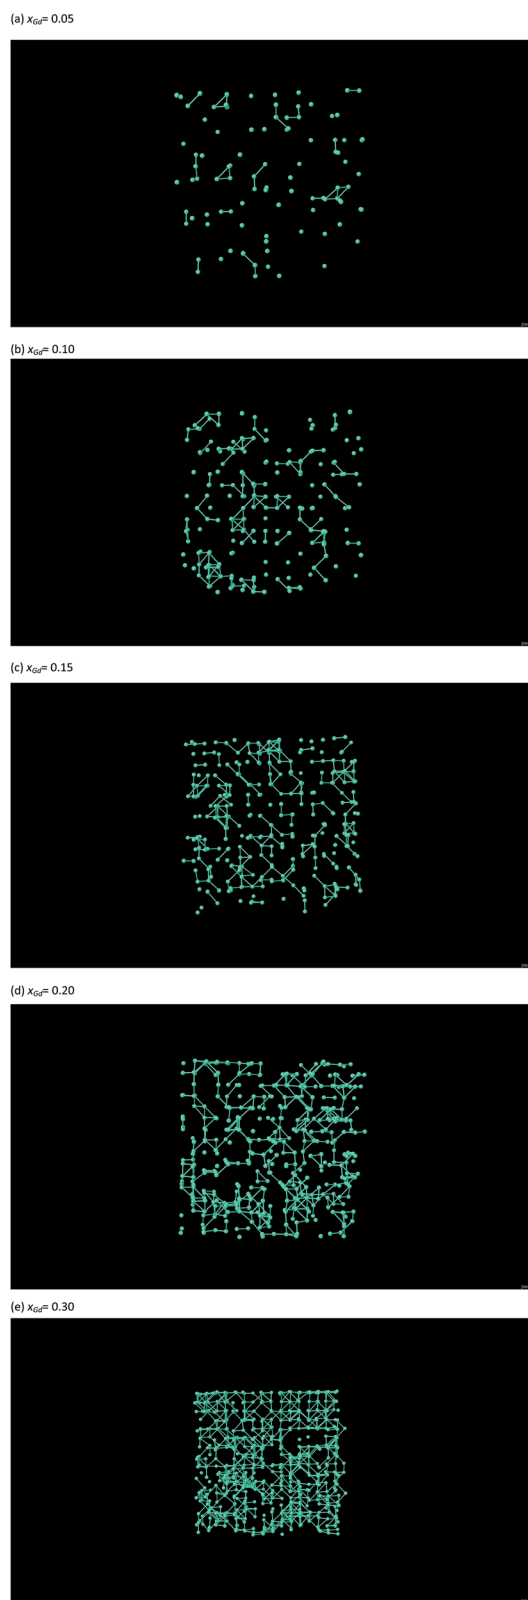 (a) xGd= 0.05
(b) xGd= 0.10
(c) xGd= 0.15
(d) xGd= 0.20
(e) xGd= 0.30